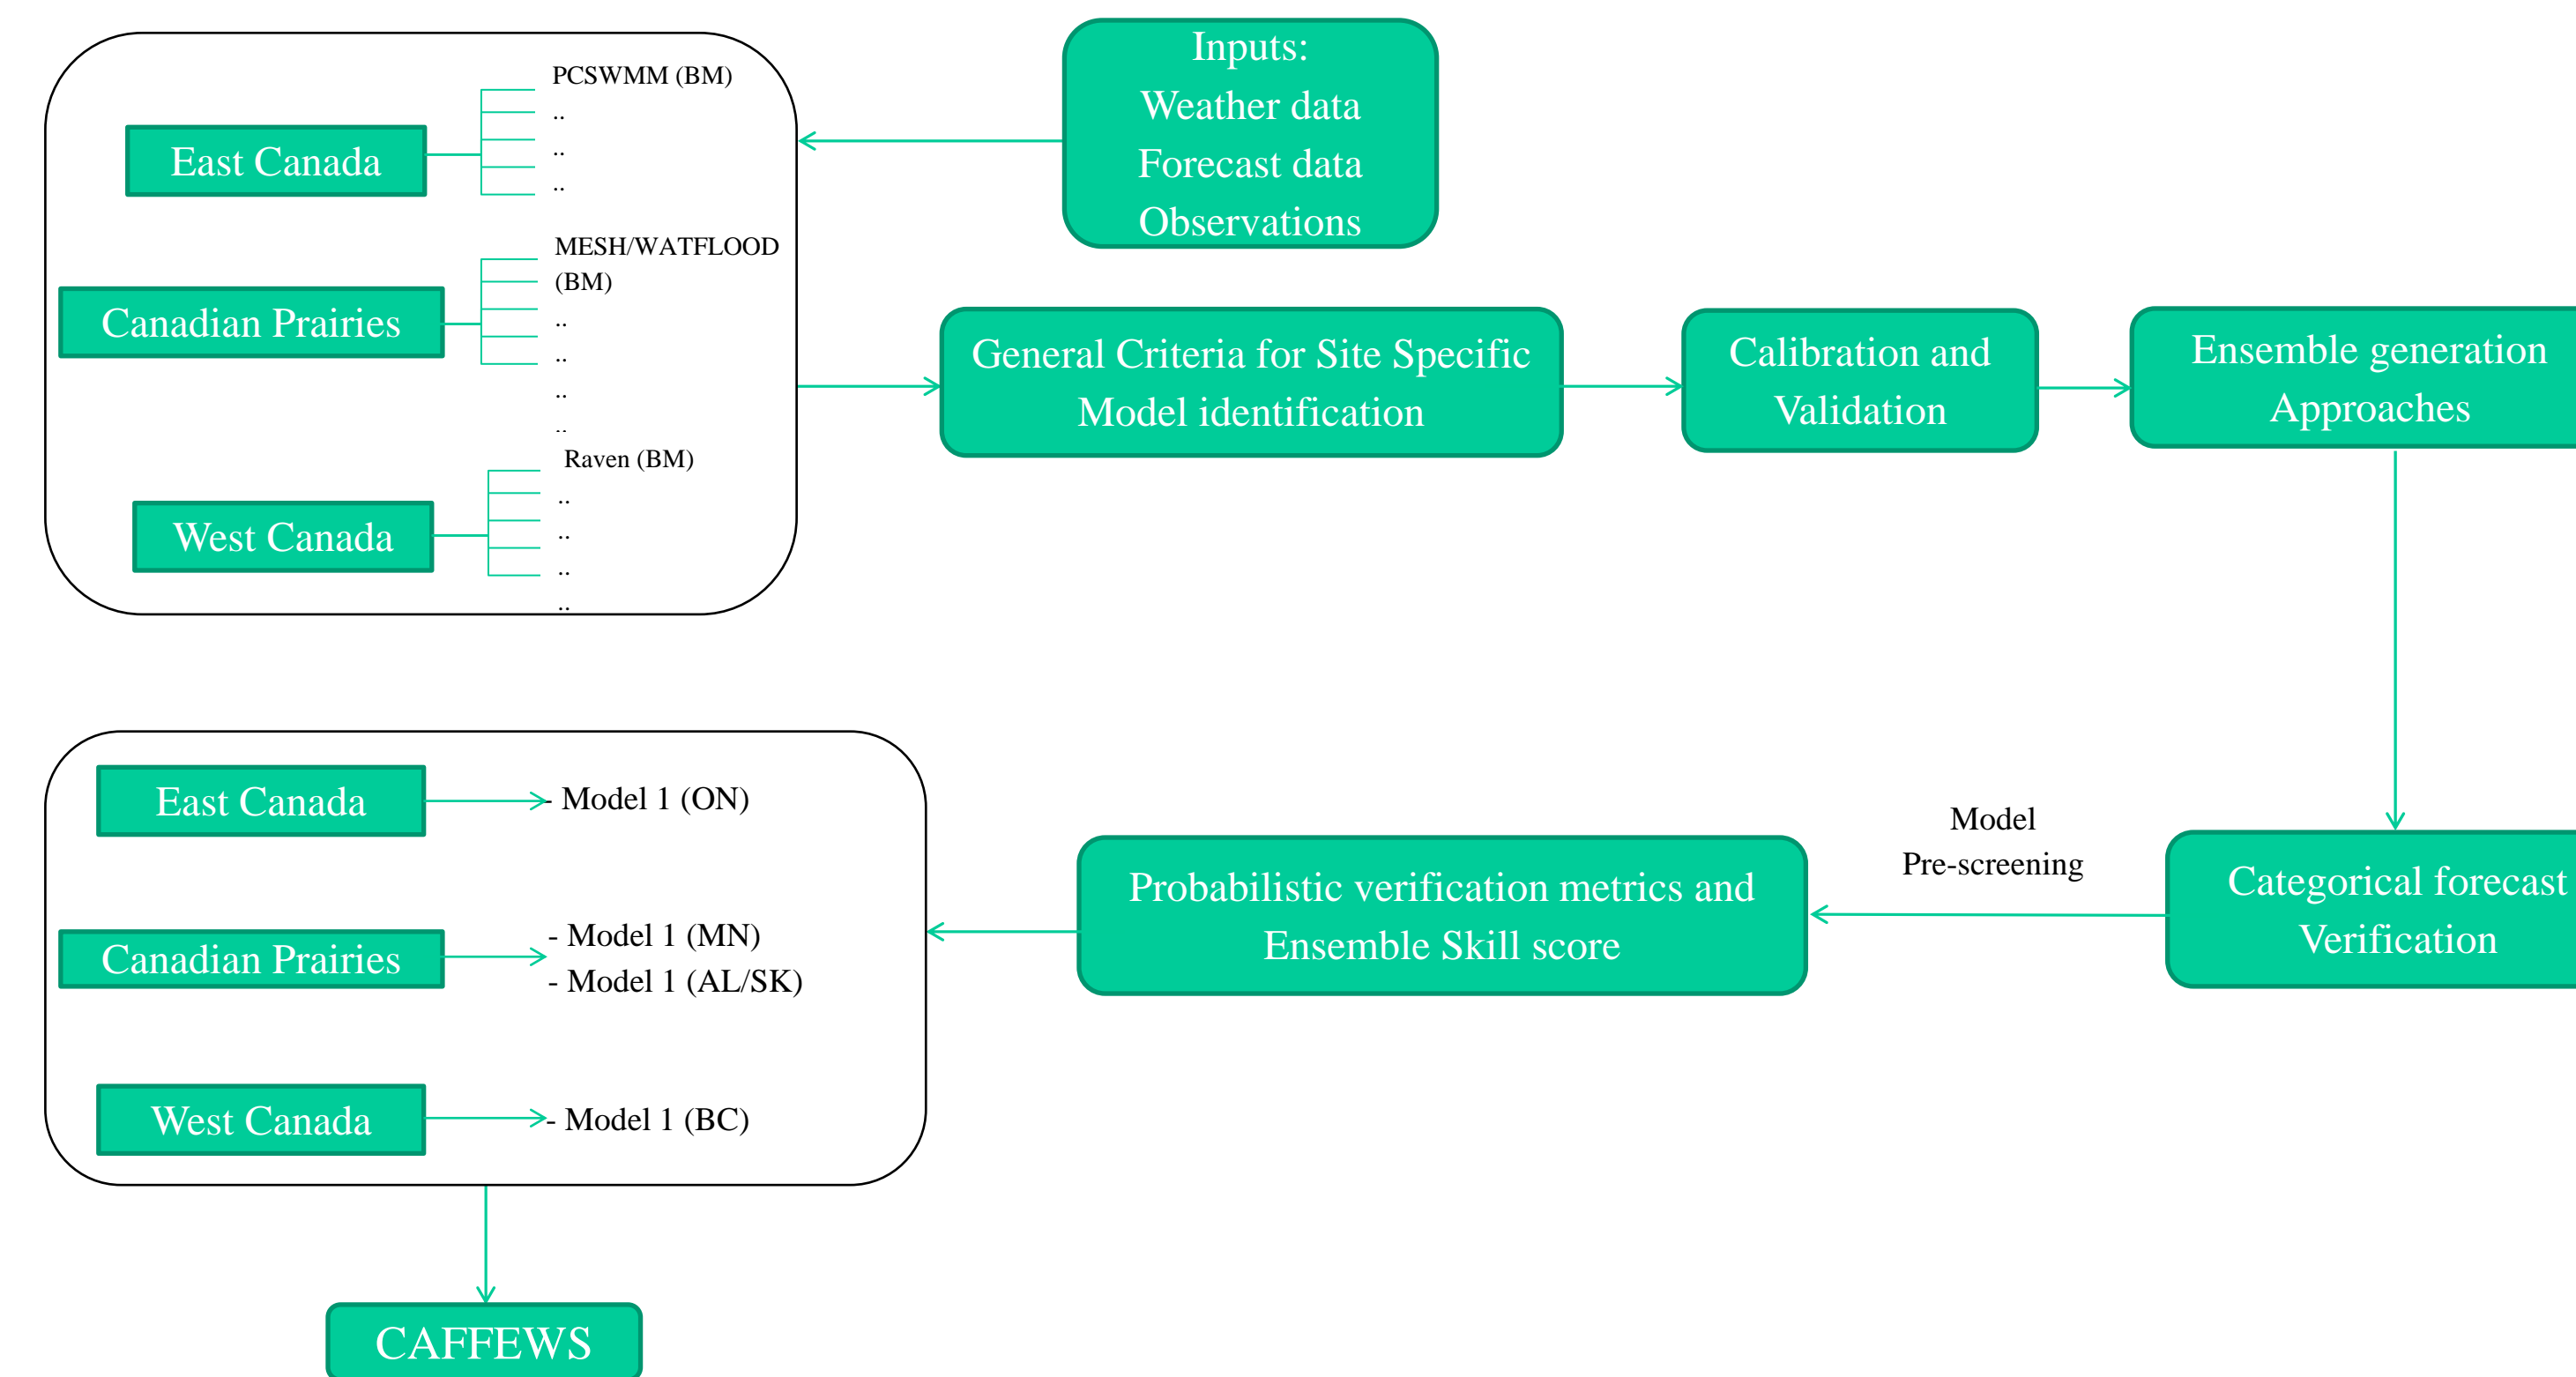 PCSWMM (BM)
..
..
..
East Canada
MESH/WATFLOOD
(BM)
..
..
..
..
Canadian Prairies
Raven (BM)
..
..
..
..
West Canada
Inputs:
Weather data
Forecast data
Observations
General Criteria for Site Specific
Model identification
Calibration and
Validation
Ensemble generation
Approaches
Categorical forecast
Verification
Model
Pre-screening
Probabilistic verification metrics and
Ensemble Skill score
East Canada
- Model 1 (ON)
Canadian Prairies
- Model 1 (MN)
- Model 1 (AL/SK)
West Canada
- Model 1 (BC)
CAFFEWS